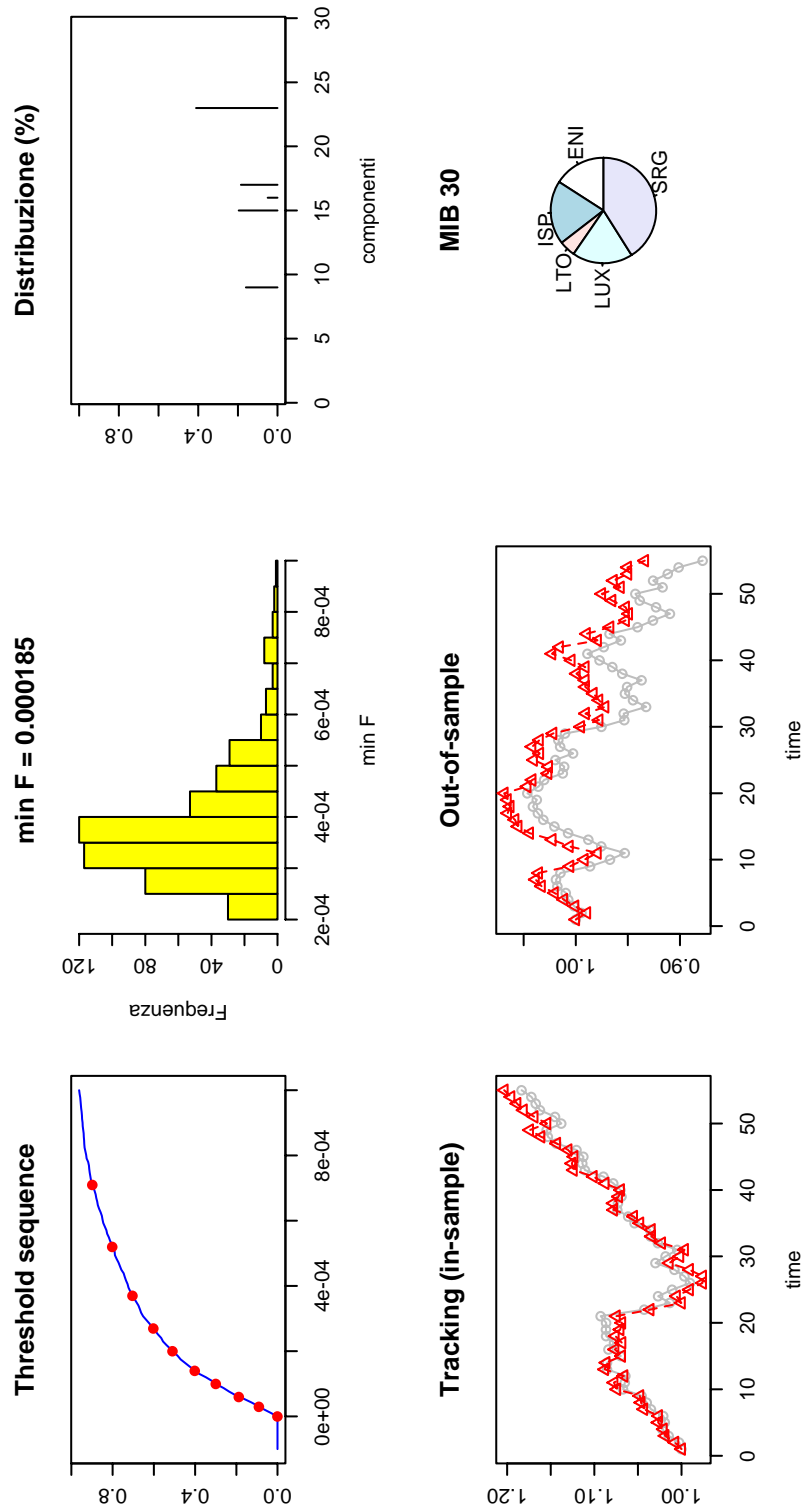 Threshold sequence
0.0
0.4
0.8
0e+00
4e-04
8e-04
min F = 0.000185
Frequenza
0
40
80
120
2e-04
4e-04
6e-04
8e-04
min F
Distribuzione (%)
0.0
0.4
0.8
0
5
10
15
20
25
30
componenti
Tracking (in-sample)
1.00
1.10
1.20
0
10
20
30
40
50
time
Out-of-sample
0.90
1.00
0
10
20
30
40
50
time
MIB 30
ENI
ISP
LTO
LUX
SRG